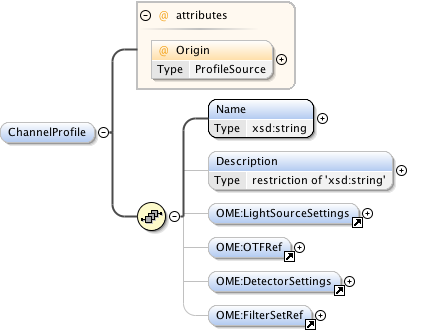 @ attributes
@ Origin
Type ProfileSource
ChannelProfile
Name
Type xsd:string
Description
Type restriction of 'xsd:string'
OME:LightSourceSettings
OME:OTFRef
OME:DetectorSettings
OME:FilterSetRef